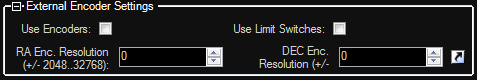 External Encoder Settings
Use Encoders: Use Limit Switches:
RA Enc. Resolution (+/- 2048..32768): 0
DEC Enc. Resolution (+/- 0